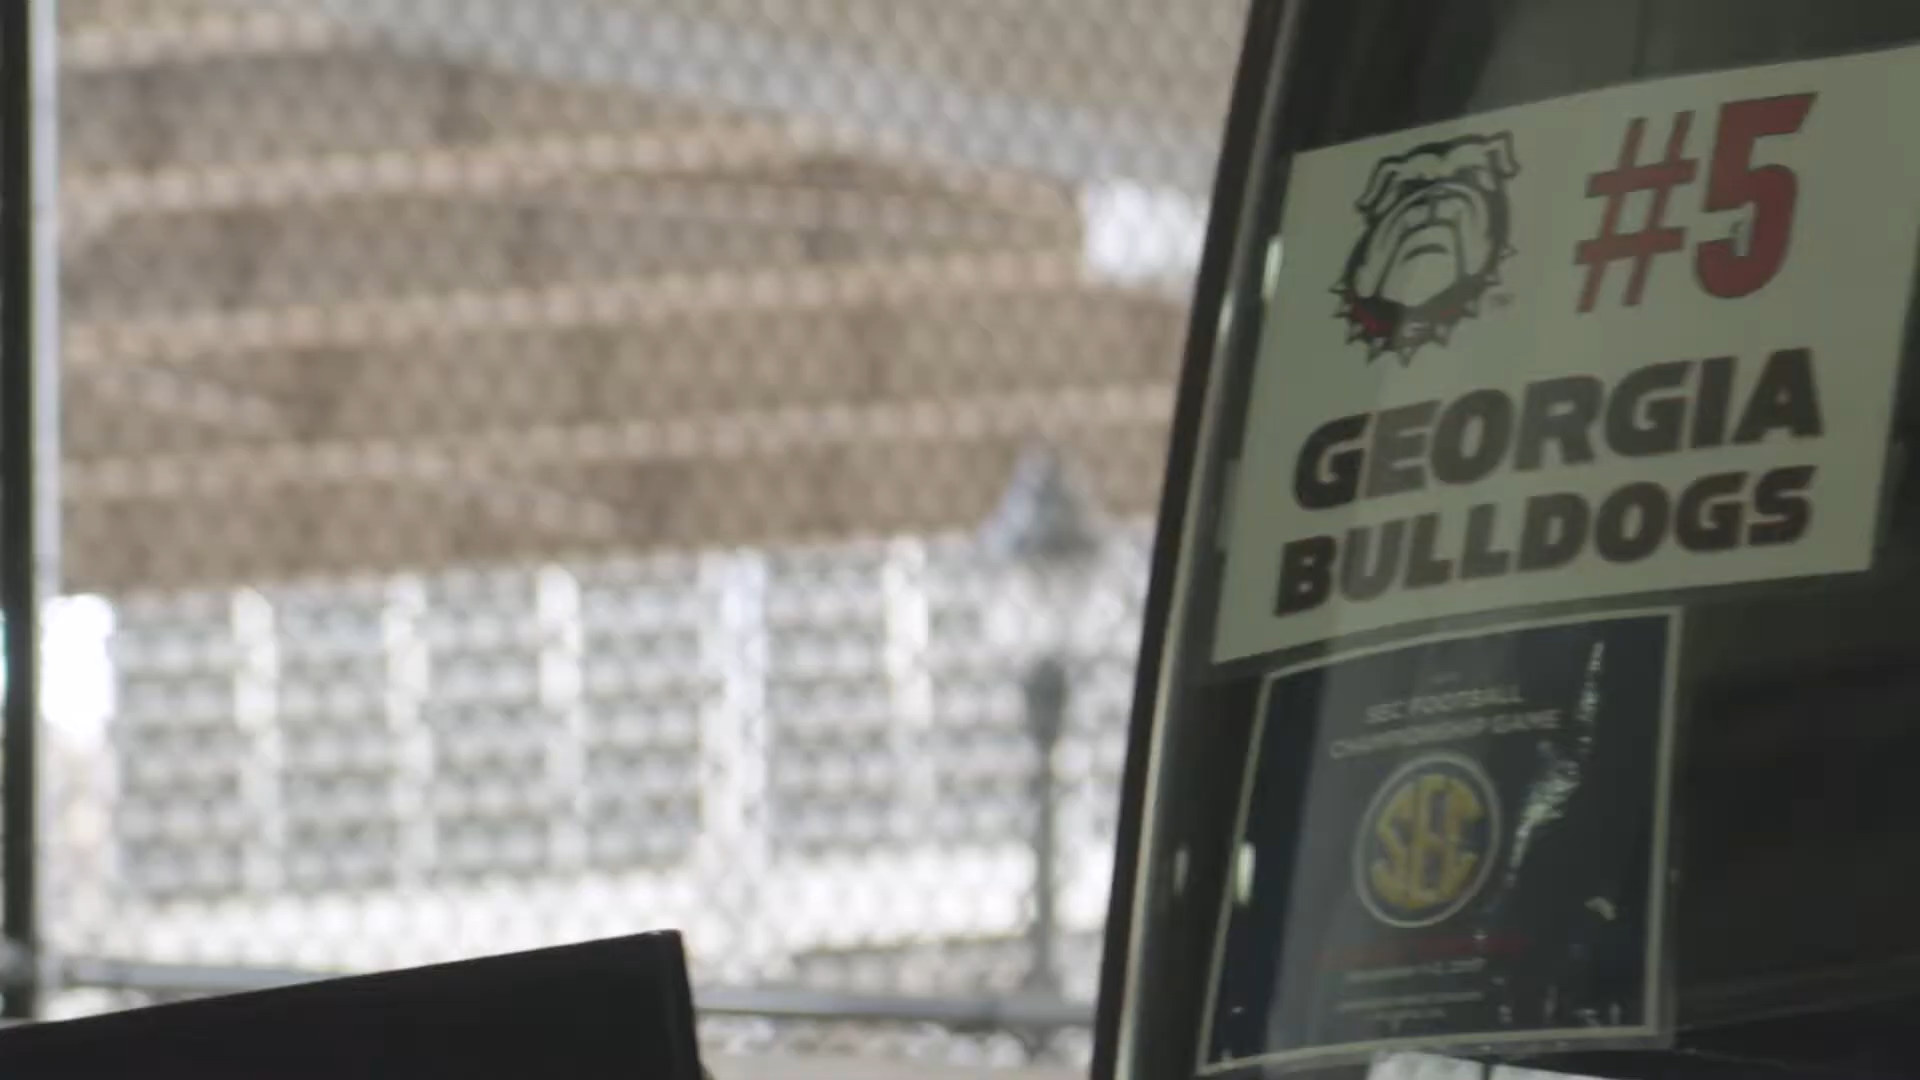 #5
GEORGIA
BULLDOGS
SEC FOOTBALL
CHAMPIONSHIP GAME
SEC